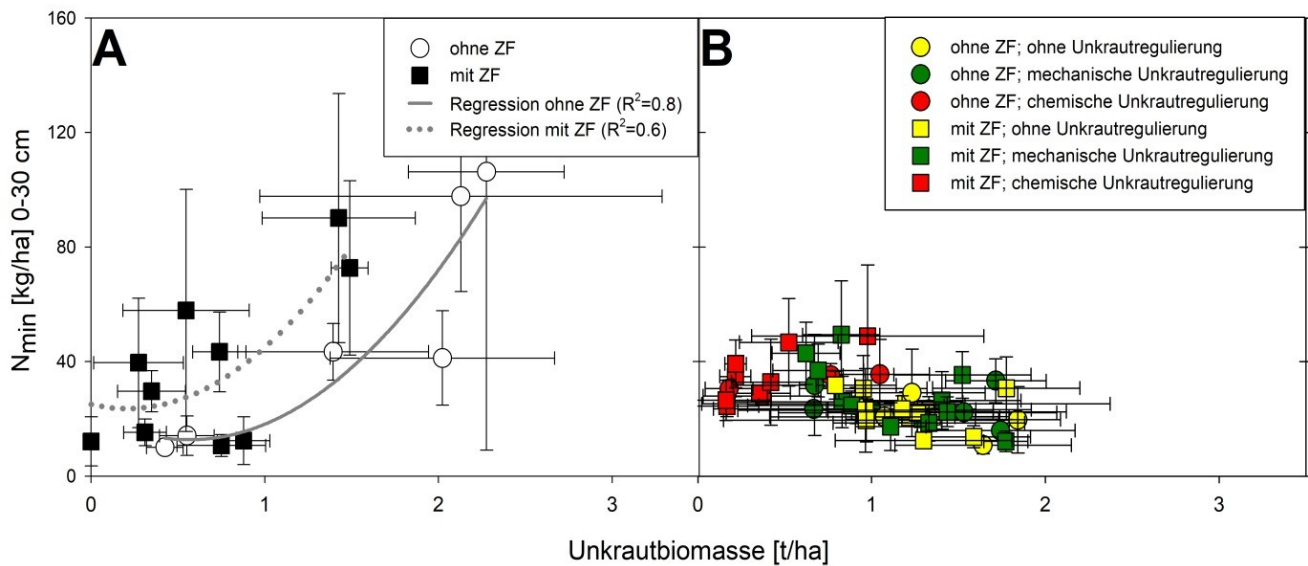 A
ohne ZF
mit ZF
Regression ohne ZF (R²=0.8)
Regression mit ZF (R²=0.6)
B
ohne ZF; ohne Unkrautregulierung
ohne ZF; mechanische Unkrautregulierung
ohne ZF; chemische Unkrautregulierung
mit ZF; ohne Unkrautregulierung
mit ZF; mechanische Unkrautregulierung
mit ZF; chemische Unkrautregulierung
Nmin [kg/ha] 0-30 cm
160
120
80
40
0
0 1 2 3 0 1 2 3
Unkrautbiomasse [t/ha]